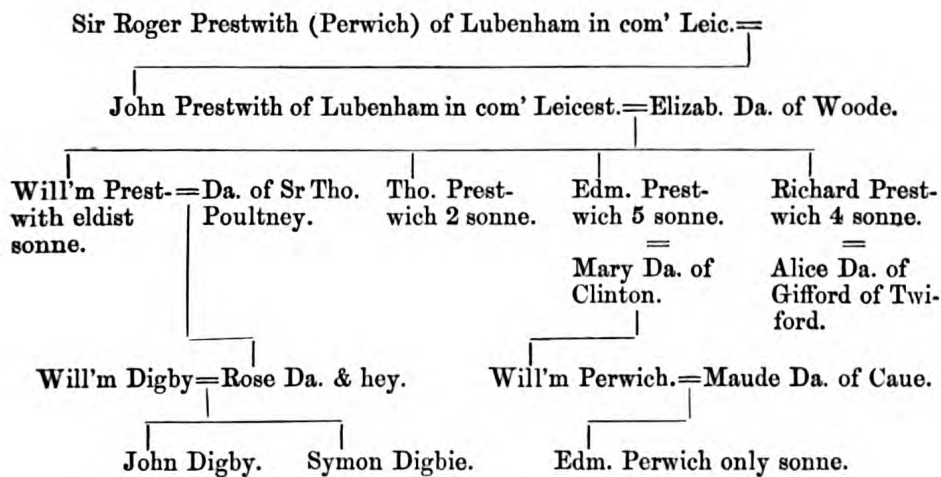 Sir Roger Prestwith (Perwich) of Lubenham in com' Leic.=
John Prestwith of Lubenham in com' Leicest.=Elizab. Da. of Woode.
Will'm Prest-
with eldist
sonne.
=Da. of Sr Tho.
Poultney.
Tho. Prest-
wich 2 sonne.
Edm. Prest-
wich 5 sonne.
=
Mary Da. of
Clinton.
Richard Prest-
wich 4 sonne.
=
Alice Da. of
Gifford of Twi-
ford.
Will'm Digby=Rose Da. & hey.
Will'm Perwich.=Maude Da. of Caue.
John Digby.
Symon Digbie.
Edm. Perwich only sonne.